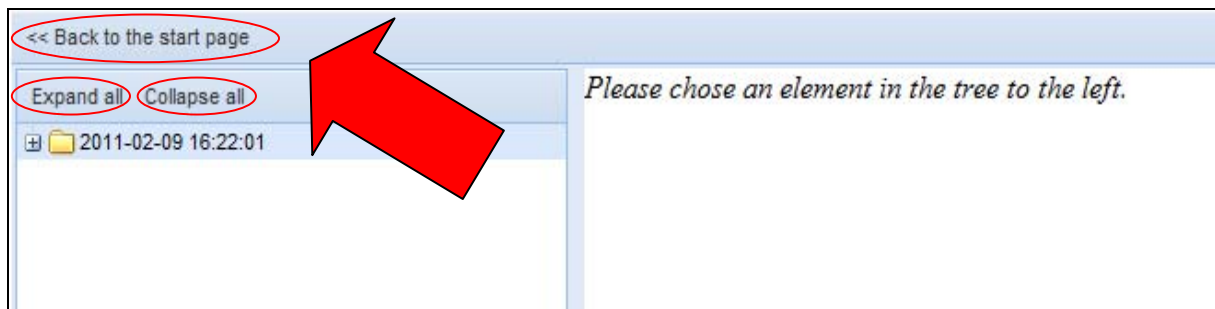 << Back to the start page
Expand all Collapse all
2011-02-09 16:22:01
Please chose an element in the tree to the left.